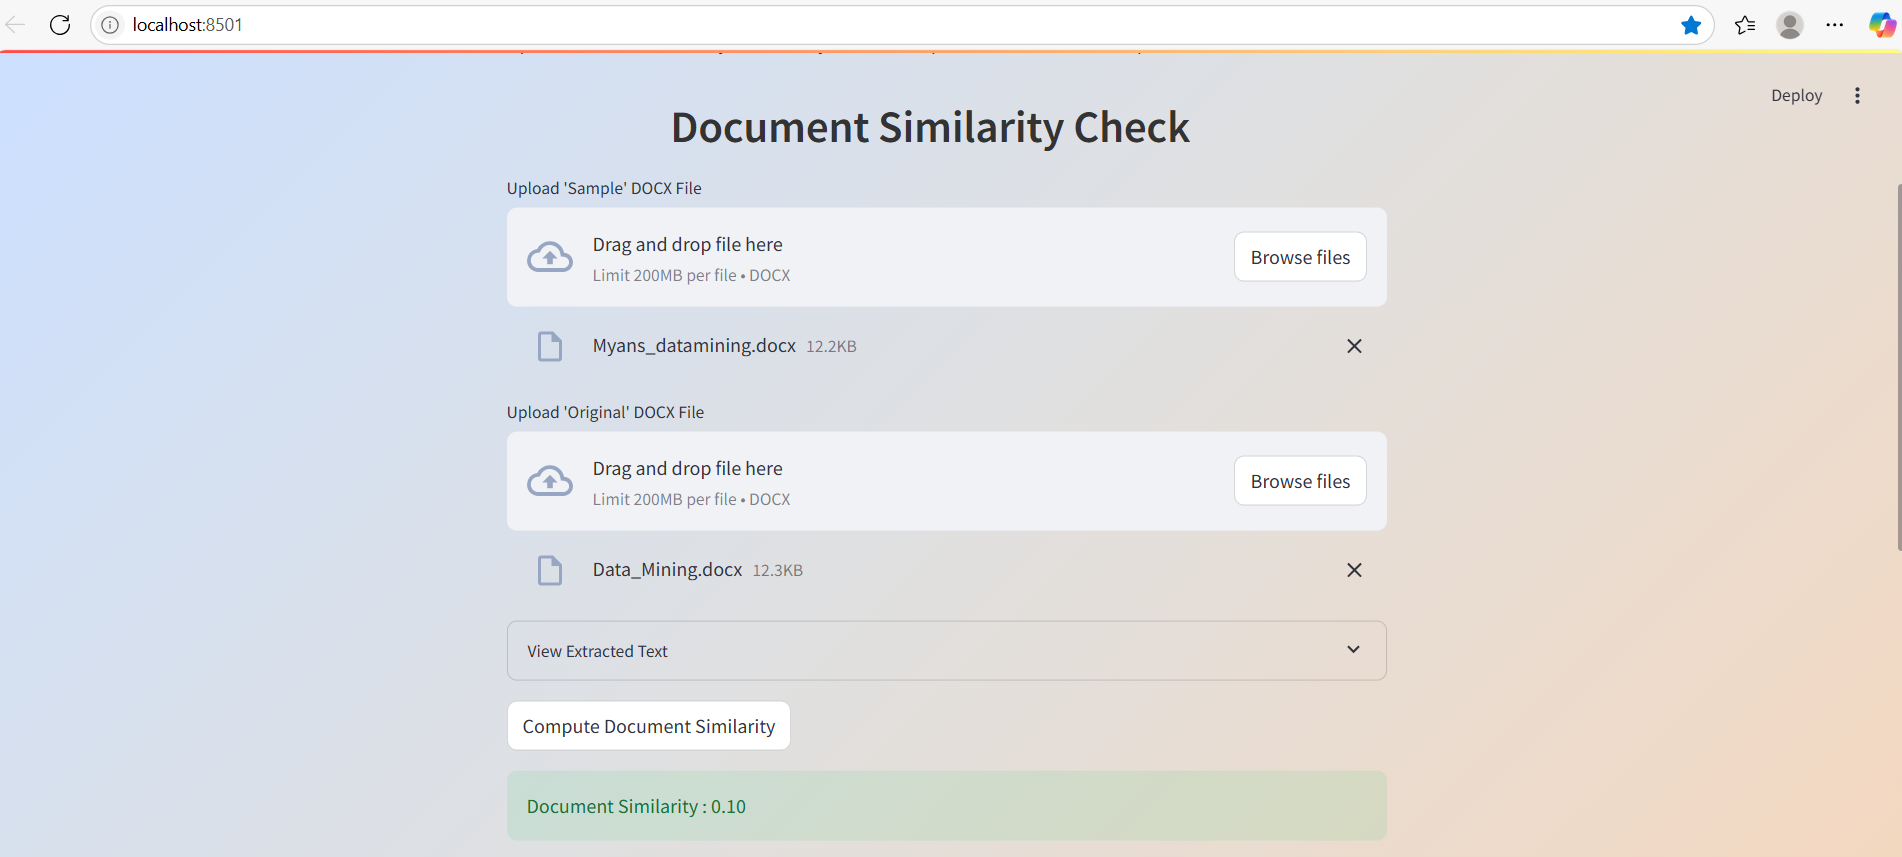 localhost:8501
Deploy
Document Similarity Check
Upload 'Sample' DOCX File
Drag and drop file here
Limit 200MB per file • DOCX
Browse files
Myans_datamining.docx 12.2KB
Upload 'Original' DOCX File
Drag and drop file here
Limit 200MB per file • DOCX
Browse files
Data_Mining.docx 12.3KB
View Extracted Text
Compute Document Similarity
Document Similarity : 0.10